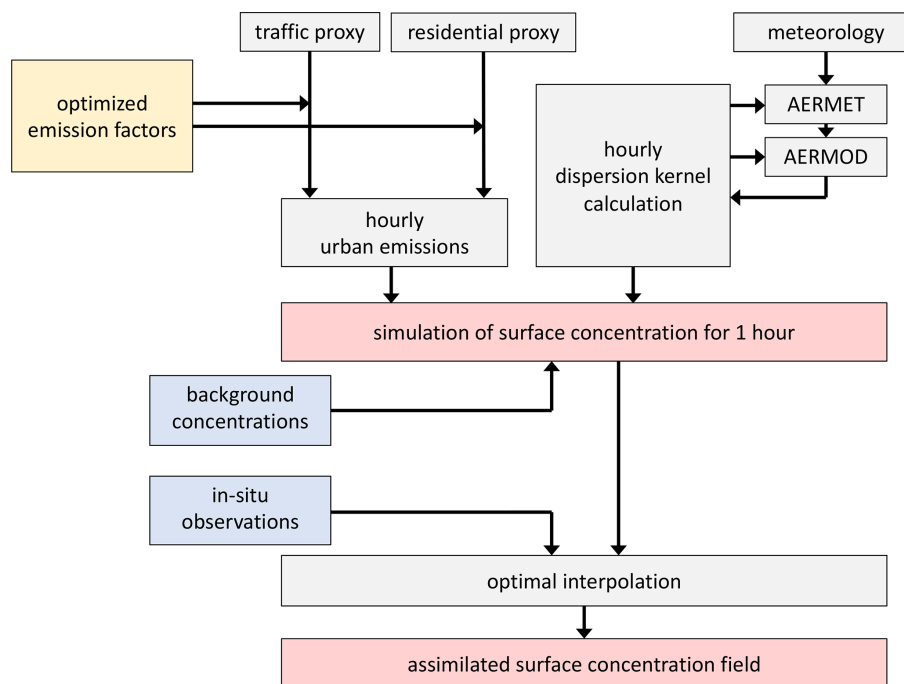 traffic proxy
residential proxy
meteorology
optimized
emission factors
AERMET
hourly
dispersion kernel
calculation
AERMOD
hourly
urban emissions
simulation of surface concentration for 1 hour
background
concentrations
in-situ
observations
optimal interpolation
assimilated surface concentration field